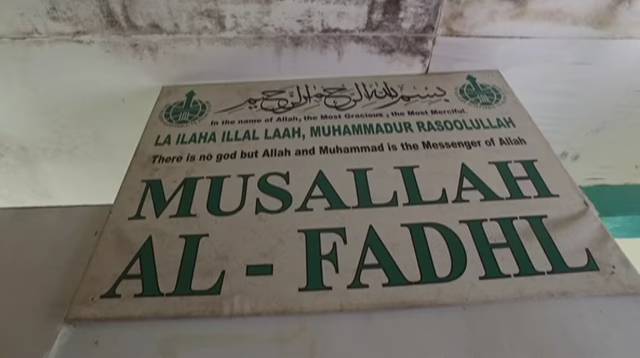 بسم الله الرحمن الرحيم
In the name of Allah, the Most Gracious ; the Most Merciful.
LA ILAHA ILLAL LAAH, MUHAMMADUR RASOOLULLAH
There is no god but Allah and Muhammad is the Messenger of Allah
MUSALLAH
AL - FADHL